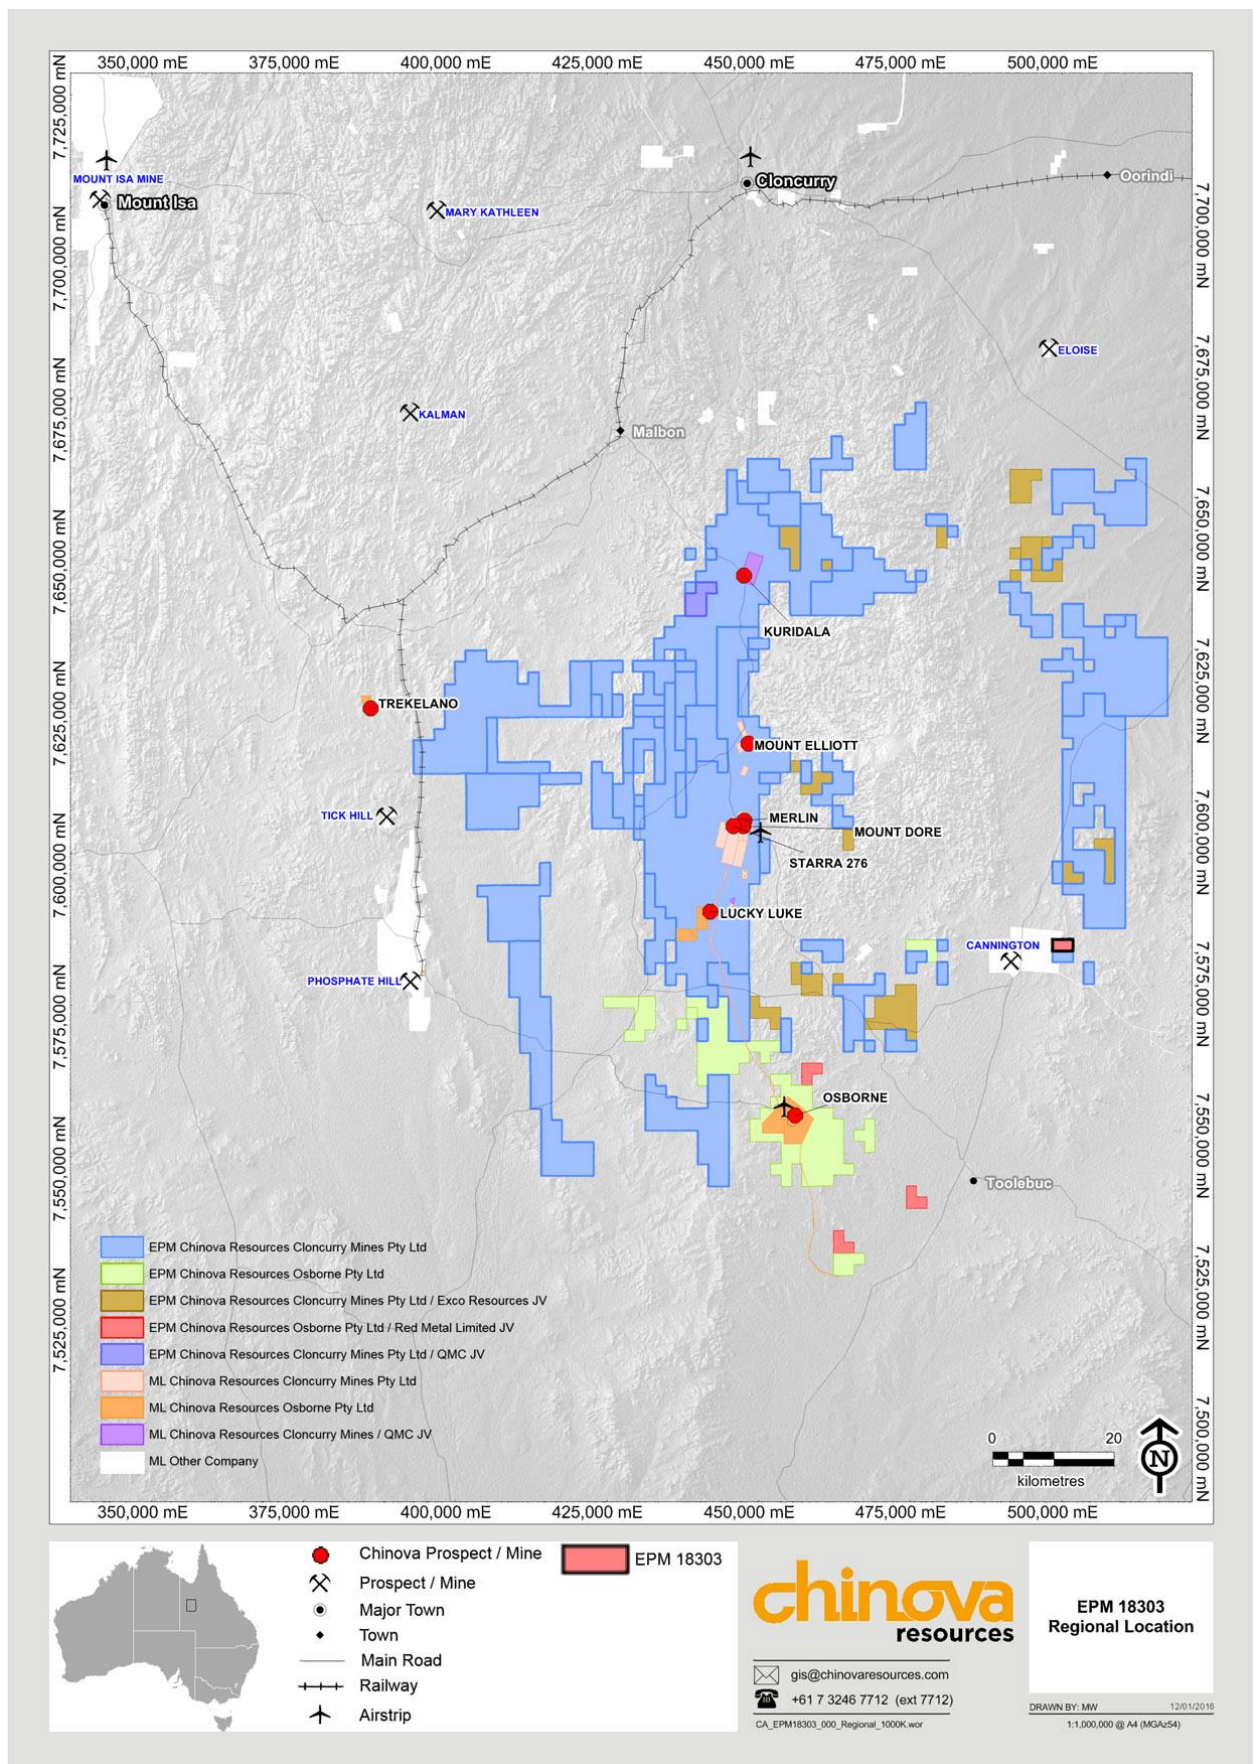 350,000 mE
375,000 mE
400,000 mE
425,000 mE
450,000 mE
475,000 mE
500,000 mE
7,725,000 mN
7,700,000 mN
7,675,000 mN
7,650,000 mN
7,625,000 mN
7,600,000 mN
7,575,000 mN
7,550,000 mN
7,525,000 mN
7,700,000 mN
7,675,000 mN
7,650,000 mN
7,625,000 mN
7,600,000 mN
7,575,000 mN
7,550,000 mN
7,525,000 mN
7,500,000 mN
MOUNT ISA MINE
Mount Isa
MARY KATHLEEN
Cloncurry
Oorindi
ELOISE
KALMAN
Malbon
KURIDALA
TREKELANO
MOUNT ELLIOTT
TICK HILL
MERLIN
MOUNT DORE
STARRA 276
LUCKY LUKE
CANNINGTON
PHOSPHATE HILL
OSBORNE
Toolebuc
EPM Chinova Resources Cloncurry Mines Pty Ltd
EPM Chinova Resources Osborne Pty Ltd
EPM Chinova Resources Cloncurry Mines Pty Ltd / Exco Resources JV
EPM Chinova Resources Osborne Pty Ltd / Red Metal Limited JV
EPM Chinova Resources Cloncurry Mines Pty Ltd / QMC JV
ML Chinova Resources Cloncurry Mines Pty Ltd
ML Chinova Resources Osborne Pty Ltd
ML Chinova Resources Cloncurry Mines / QMC JV
ML Other Company
0 20
kilometres
N
350,000 mE
375,000 mE
400,000 mE
425,000 mE
450,000 mE
475,000 mE
500,000 mE
Chinova Prospect / Mine
Prospect / Mine
Major Town
Town
Main Road
Railway
Airstrip
EPM 18303
chinova
resources
gis@chinovaresources.com
+61 7 3246 7712 (ext 7712)
CA_EPM18303_000_Regional_1000K.wor
EPM 18303
Regional Location
DRAWN BY: MW 12/01/2016
1:1,000,000 @ A4 (MGAz54)